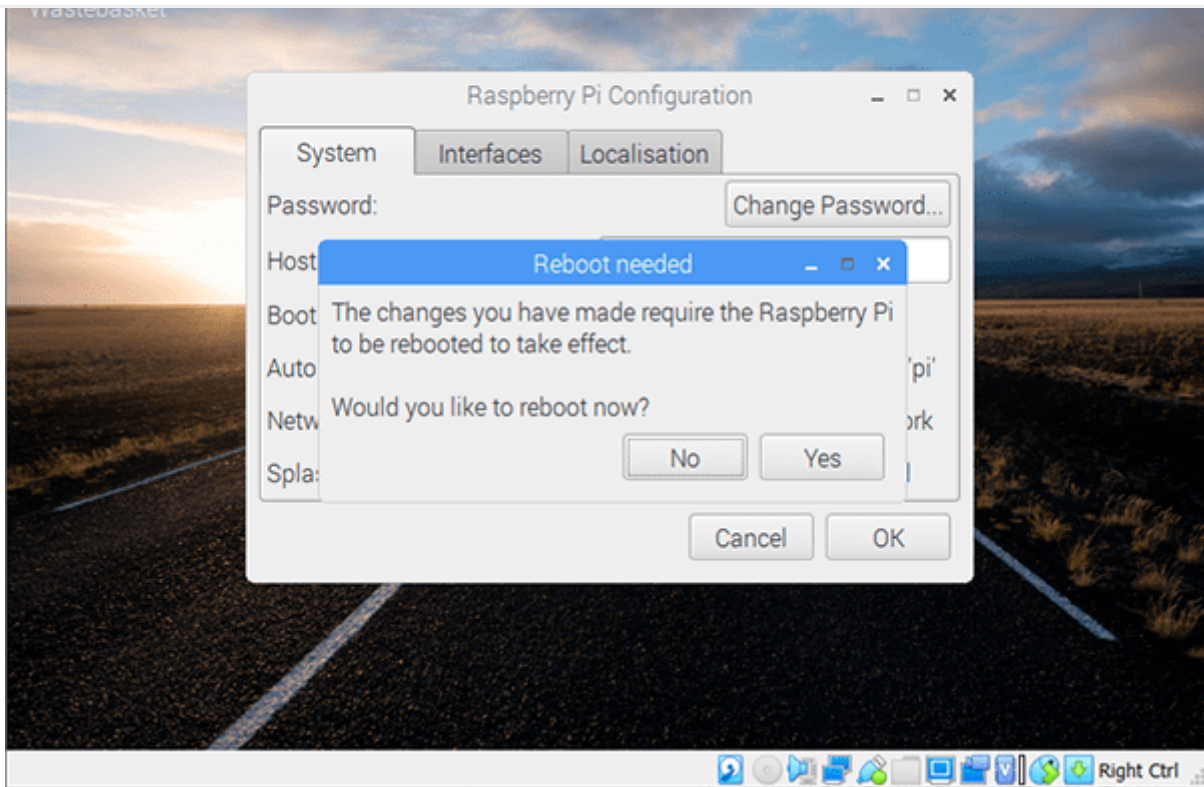 Wastebasket
Raspberry Pi Configuration
System Interfaces Localisation
Password: Change Password...
Host
Reboot needed
Boot
The changes you have made require the Raspberry Pi
to be rebooted to take effect.
Auto 'pi'
Would you like to reboot now?
Netw ork
No Yes
Splas
Cancel OK
Right Ctrl